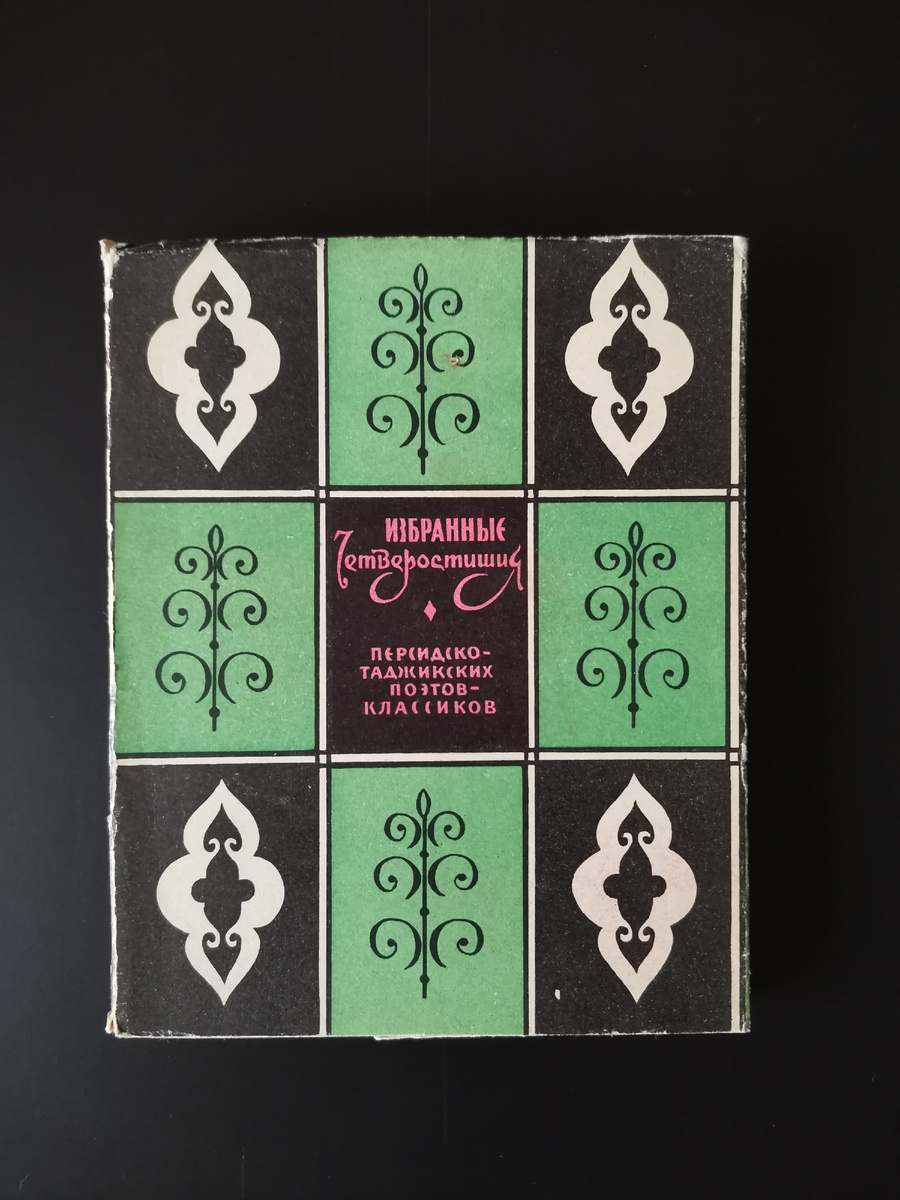 ИЗБРАННЫЕ
Четверостишия
ПЕРСИДСКО-
ТАДЖИКСКИХ
ПОЭТОВ-
КЛАССИКОВ